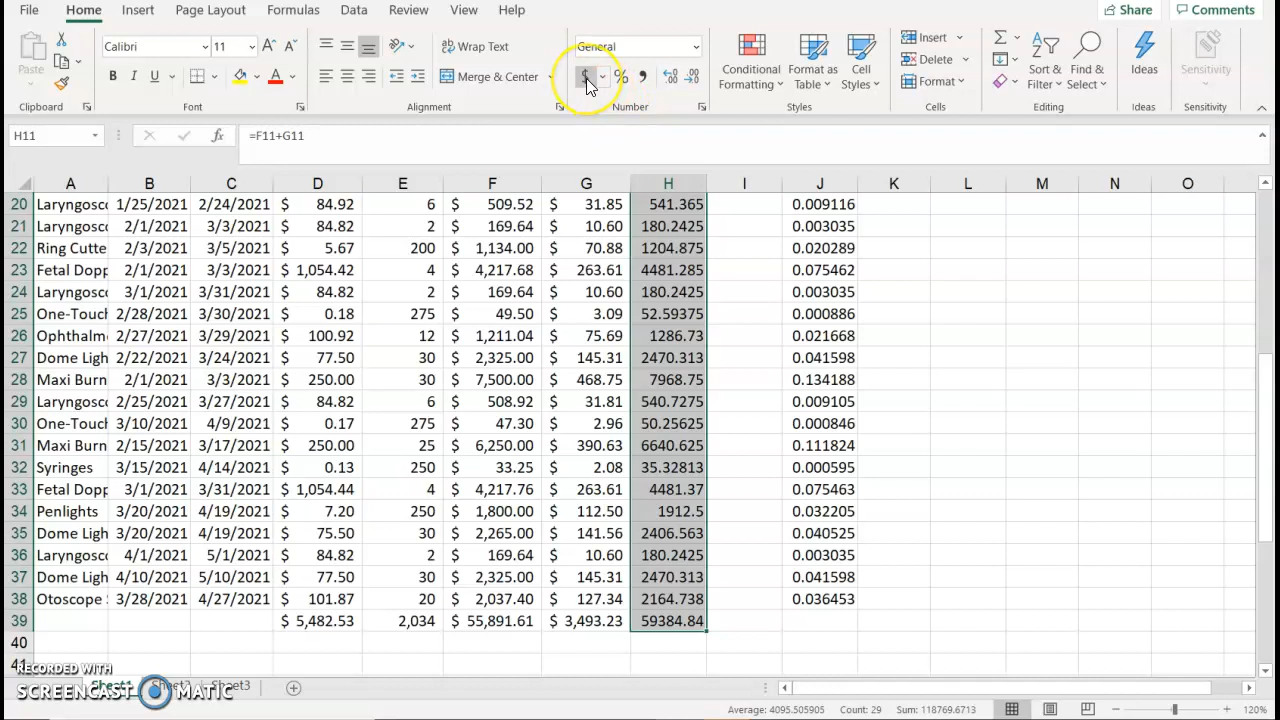 File Home Insert Page Layout Formulas Data Review View Help Share Comments
Calibri 11 A A Wrap Text General Insert
Paste B I U A Merge & Center $ % , Conditional Formatting Format as Table Cell Styles Delete Format Sort & Filter Find & Select Ideas Sensitivity
Clipboard Font Alignment Number Styles Cells Editing Ideas Sensitivity
H11 fx =F11+G11
A B C D E F G H I J K L M N O
20 Laryngosc 1/25/2021 2/24/2021 $ 84.92 6 $ 509.52 $ 31.85 541.365 0.009116
21 Laryngosc 2/1/2021 3/3/2021 $ 84.82 2 $ 169.64 $ 10.60 180.2425 0.003035
22 Ring Cutte 2/3/2021 3/5/2021 $ 5.67 200 $ 1,134.00 $ 70.88 1204.875 0.020289
23 Fetal Dopp 2/1/2021 3/3/2021 $ 1,054.42 4 $ 4,217.68 $ 263.61 4481.285 0.075462
24 Laryngosc 3/1/2021 3/31/2021 $ 84.82 2 $ 169.64 $ 10.60 180.2425 0.003035
25 One-Touch 2/28/2021 3/30/2021 $ 0.18 275 $ 49.50 $ 3.09 52.59375 0.000886
26 Ophthalm 2/27/2021 3/29/2021 $ 100.92 12 $ 1,211.04 $ 75.69 1286.73 0.021668
27 Dome Ligh 2/22/2021 3/24/2021 $ 77.50 30 $ 2,325.00 $ 145.31 2470.313 0.041598
28 Maxi Burn 2/1/2021 3/3/2021 $ 250.00 30 $ 7,500.00 $ 468.75 7968.75 0.134188
29 Laryngosc 2/25/2021 3/27/2021 $ 84.82 6 $ 508.92 $ 31.81 540.7275 0.009105
30 One-Touch 3/10/2021 4/9/2021 $ 0.17 275 $ 47.30 $ 2.96 50.25625 0.000846
31 Maxi Burn 2/15/2021 3/17/2021 $ 250.00 25 $ 6,250.00 $ 390.63 6640.625 0.111824
32 Syringes 3/15/2021 4/14/2021 $ 0.13 250 $ 33.25 $ 2.08 35.32813 0.000595
33 Fetal Dopp 3/1/2021 3/31/2021 $ 1,054.44 4 $ 4,217.76 $ 263.61 4481.37 0.075463
34 Penlights 3/20/2021 4/19/2021 $ 7.20 250 $ 1,800.00 $ 112.50 1912.5 0.032205
35 Dome Ligh 3/20/2021 4/19/2021 $ 75.50 30 $ 2,265.00 $ 141.56 2406.563 0.040525
36 Laryngosc 4/1/2021 5/1/2021 $ 84.82 2 $ 169.64 $ 10.60 180.2425 0.003035
37 Dome Ligh 4/10/2021 5/10/2021 $ 77.50 30 $ 2,325.00 $ 145.31 2470.313 0.041598
38 Otoscope S 3/28/2021 4/27/2021 $ 101.87 20 $ 2,037.40 $ 127.34 2164.738 0.036453
39 $ 5,482.53 2,034 $ 55,891.61 $ 3,493.23 59384.84
40
41
RECORDED WITH
SCREENCAST MATIC
Sheet1 Sheet2 Sheet3
Average: 4095.505905 Count: 29 Sum: 118769.6713 120%